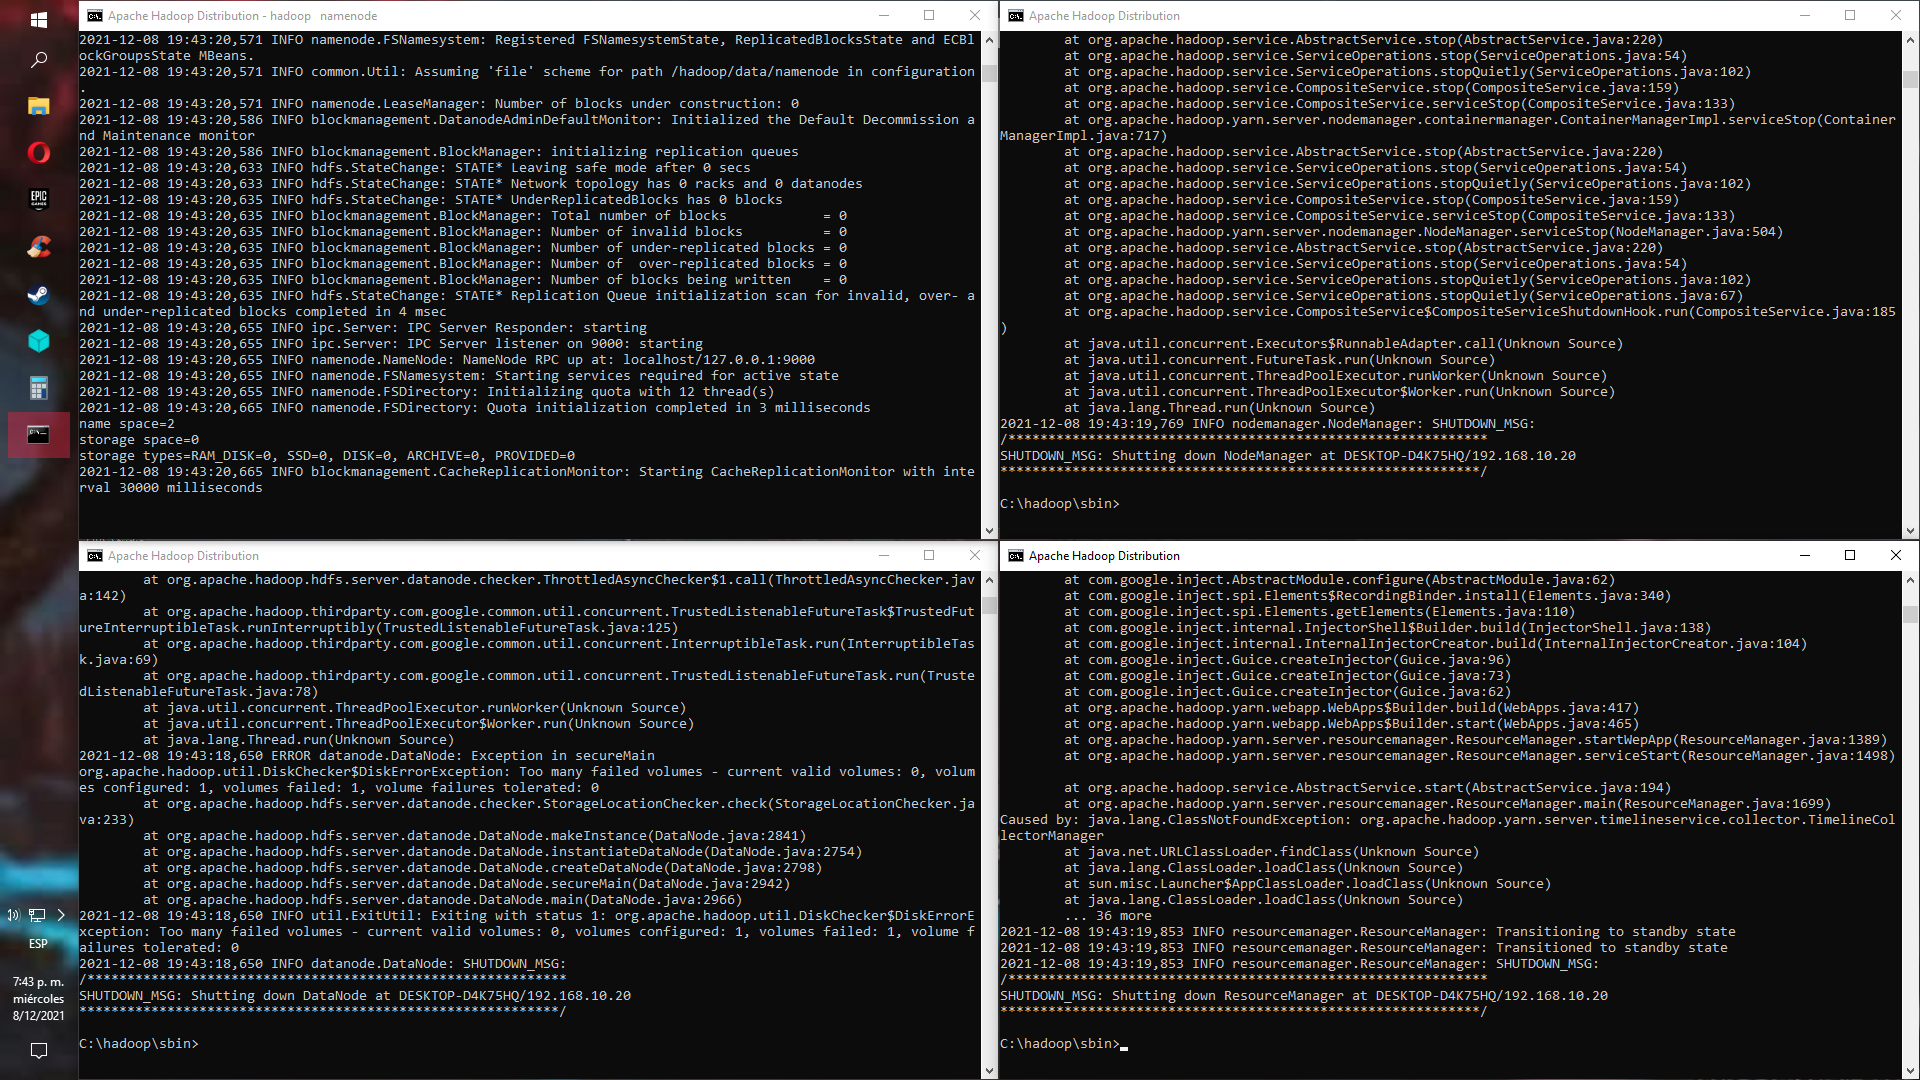 Apache Hadoop Distribution - hadoop   namenode
2021-12-08 19:43:20,571 INFO namenode.FSNamesystem: Registered FSNamesystemState, ReplicatedBlocksState and ECBl
ockGroupsState MBeans.
2021-12-08 19:43:20,571 INFO common.Util: Assuming 'file' scheme for path /hadoop/data/namenode in configuration
.
2021-12-08 19:43:20,571 INFO namenode.LeaseManager: Number of blocks under construction: 0
2021-12-08 19:43:20,586 INFO blockmanagement.DatanodeAdminDefaultMonitor: Initialized the Default Decommission a
nd Maintenance monitor
2021-12-08 19:43:20,586 INFO blockmanagement.BlockManager: initializing replication queues
2021-12-08 19:43:20,633 INFO hdfs.StateChange: STATE* Leaving safe mode after 0 secs
2021-12-08 19:43:20,633 INFO hdfs.StateChange: STATE* Network topology has 0 racks and 0 datanodes
2021-12-08 19:43:20,635 INFO hdfs.StateChange: STATE* UnderReplicatedBlocks has 0 blocks
2021-12-08 19:43:20,635 INFO blockmanagement.BlockManager: Total number of blocks            = 0
2021-12-08 19:43:20,635 INFO blockmanagement.BlockManager: Number of invalid blocks          = 0
2021-12-08 19:43:20,635 INFO blockmanagement.BlockManager: Number of under-replicated blocks = 0
2021-12-08 19:43:20,635 INFO blockmanagement.BlockManager: Number of  over-replicated blocks = 0
2021-12-08 19:43:20,635 INFO blockmanagement.BlockManager: Number of blocks being written    = 0
2021-12-08 19:43:20,635 INFO hdfs.StateChange: STATE* Replication Queue initialization scan for invalid, over- a
nd under-replicated blocks completed in 4 msec
2021-12-08 19:43:20,655 INFO ipc.Server: IPC Server Responder: starting
2021-12-08 19:43:20,655 INFO ipc.Server: IPC Server listener on 9000: starting
2021-12-08 19:43:20,655 INFO namenode.NameNode: NameNode RPC up at: localhost/127.0.0.1:9000
2021-12-08 19:43:20,655 INFO namenode.FSNamesystem: Starting services required for active state
2021-12-08 19:43:20,655 INFO namenode.FSDirectory: Initializing quota with 12 thread(s)
2021-12-08 19:43:20,665 INFO namenode.FSDirectory: Quota initialization completed in 3 milliseconds
name space=2
storage space=0
storage types=RAM_DISK=0, SSD=0, DISK=0, ARCHIVE=0, PROVIDED=0
2021-12-08 19:43:20,665 INFO blockmanagement.CacheReplicationMonitor: Starting CacheReplicationMonitor with inte
rval 30000 milliseconds
Apache Hadoop Distribution
at org.apache.hadoop.service.AbstractService.stop(AbstractService.java:220)
at org.apache.hadoop.service.ServiceOperations.stop(ServiceOperations.java:54)
at org.apache.hadoop.service.ServiceOperations.stopQuietly(ServiceOperations.java:102)
at org.apache.hadoop.service.CompositeService.stop(CompositeService.java:159)
at org.apache.hadoop.service.CompositeService.serviceStop(CompositeService.java:133)
at org.apache.hadoop.yarn.server.nodemanager.containermanager.ContainerManagerImpl.serviceStop(Container
ManagerImpl.java:717)
at org.apache.hadoop.service.AbstractService.stop(AbstractService.java:220)
at org.apache.hadoop.service.ServiceOperations.stop(ServiceOperations.java:54)
at org.apache.hadoop.service.ServiceOperations.stopQuietly(ServiceOperations.java:102)
at org.apache.hadoop.service.CompositeService.stop(CompositeService.java:159)
at org.apache.hadoop.service.CompositeService.serviceStop(CompositeService.java:133)
at org.apache.hadoop.yarn.server.nodemanager.NodeManager.serviceStop(NodeManager.java:504)
at org.apache.hadoop.service.AbstractService.stop(AbstractService.java:220)
at org.apache.hadoop.service.ServiceOperations.stop(ServiceOperations.java:54)
at org.apache.hadoop.service.ServiceOperations.stopQuietly(ServiceOperations.java:102)
at org.apache.hadoop.service.ServiceOperations.stopQuietly(ServiceOperations.java:67)
at org.apache.hadoop.service.CompositeService$CompositeServiceShutdownHook.run(CompositeService.java:185
)
at java.util.concurrent.Executors$RunnableAdapter.call(Unknown Source)
at java.util.concurrent.FutureTask.run(Unknown Source)
at java.util.concurrent.ThreadPoolExecutor.runWorker(Unknown Source)
at java.util.concurrent.ThreadPoolExecutor$Worker.run(Unknown Source)
at java.lang.Thread.run(Unknown Source)
2021-12-08 19:43:19,769 INFO nodemanager.NodeManager: SHUTDOWN_MSG:
/************************************************************
SHUTDOWN_MSG: Shutting down NodeManager at DESKTOP-D4K75HQ/192.168.10.20
************************************************************/
C:\hadoop\sbin>
Apache Hadoop Distribution
at org.apache.hadoop.hdfs.server.datanode.checker.ThrottledAsyncChecker$1.call(ThrottledAsyncChecker.jav
a:142)
at org.apache.hadoop.thirdparty.com.google.common.util.concurrent.TrustedListenableFutureTask$TrustedFut
ureInterruptibleTask.runInterruptibly(TrustedListenableFutureTask.java:125)
at org.apache.hadoop.thirdparty.com.google.common.util.concurrent.InterruptibleTask.run(InterruptibleTas
k.java:69)
at org.apache.hadoop.thirdparty.com.google.common.util.concurrent.TrustedListenableFutureTask.run(Truste
dListenableFutureTask.java:78)
at java.util.concurrent.ThreadPoolExecutor.runWorker(Unknown Source)
at java.util.concurrent.ThreadPoolExecutor$Worker.run(Unknown Source)
at java.lang.Thread.run(Unknown Source)
2021-12-08 19:43:18,650 ERROR datanode.DataNode: Exception in secureMain
org.apache.hadoop.util.DiskChecker$DiskErrorException: Too many failed volumes - current valid volumes: 0, volum
es configured: 1, volumes failed: 1, volume failures tolerated: 0
at org.apache.hadoop.hdfs.server.datanode.checker.StorageLocationChecker.check(StorageLocationChecker.ja
va:233)
at org.apache.hadoop.hdfs.server.datanode.DataNode.makeInstance(DataNode.java:2841)
at org.apache.hadoop.hdfs.server.datanode.DataNode.instantiateDataNode(DataNode.java:2754)
at org.apache.hadoop.hdfs.server.datanode.DataNode.createDataNode(DataNode.java:2798)
at org.apache.hadoop.hdfs.server.datanode.DataNode.secureMain(DataNode.java:2942)
at org.apache.hadoop.hdfs.server.datanode.DataNode.main(DataNode.java:2966)
2021-12-08 19:43:18,650 INFO util.ExitUtil: Exiting with status 1: org.apache.hadoop.util.DiskChecker$DiskErrorE
xception: Too many failed volumes - current valid volumes: 0, volumes configured: 1, volumes failed: 1, volume f
ailures tolerated: 0
2021-12-08 19:43:18,650 INFO datanode.DataNode: SHUTDOWN_MSG:
/************************************************************
SHUTDOWN_MSG: Shutting down DataNode at DESKTOP-D4K75HQ/192.168.10.20
************************************************************/
C:\hadoop\sbin>
Apache Hadoop Distribution
at com.google.inject.AbstractModule.configure(AbstractModule.java:62)
at com.google.inject.spi.Elements$RecordingBinder.install(Elements.java:340)
at com.google.inject.spi.Elements.getElements(Elements.java:110)
at com.google.inject.internal.InjectorShell$Builder.build(InjectorShell.java:138)
at com.google.inject.internal.InternalInjectorCreator.build(InternalInjectorCreator.java:104)
at com.google.inject.Guice.createInjector(Guice.java:96)
at com.google.inject.Guice.createInjector(Guice.java:73)
at com.google.inject.Guice.createInjector(Guice.java:62)
at org.apache.hadoop.yarn.webapp.WebApps$Builder.build(WebApps.java:417)
at org.apache.hadoop.yarn.webapp.WebApps$Builder.start(WebApps.java:465)
at org.apache.hadoop.yarn.server.resourcemanager.ResourceManager.startWepApp(ResourceManager.java:1389)
at org.apache.hadoop.yarn.server.resourcemanager.ResourceManager.serviceStart(ResourceManager.java:1498)
at org.apache.hadoop.service.AbstractService.start(AbstractService.java:194)
at org.apache.hadoop.yarn.server.resourcemanager.ResourceManager.main(ResourceManager.java:1699)
Caused by: java.lang.ClassNotFoundException: org.apache.hadoop.yarn.server.timelineservice.collector.TimelineCol
lectorManager
at java.net.URLClassLoader.findClass(Unknown Source)
at java.lang.ClassLoader.loadClass(Unknown Source)
at sun.misc.Launcher$AppClassLoader.loadClass(Unknown Source)
at java.lang.ClassLoader.loadClass(Unknown Source)
... 36 more
2021-12-08 19:43:19,853 INFO resourcemanager.ResourceManager: Transitioning to standby state
2021-12-08 19:43:19,853 INFO resourcemanager.ResourceManager: Transitioned to standby state
2021-12-08 19:43:19,853 INFO resourcemanager.ResourceManager: SHUTDOWN_MSG:
/************************************************************
SHUTDOWN_MSG: Shutting down ResourceManager at DESKTOP-D4K75HQ/192.168.10.20
************************************************************/
C:\hadoop\sbin>
EPIC
GAMES
ESP
7:43 p. m.
miércoles
8/12/2021